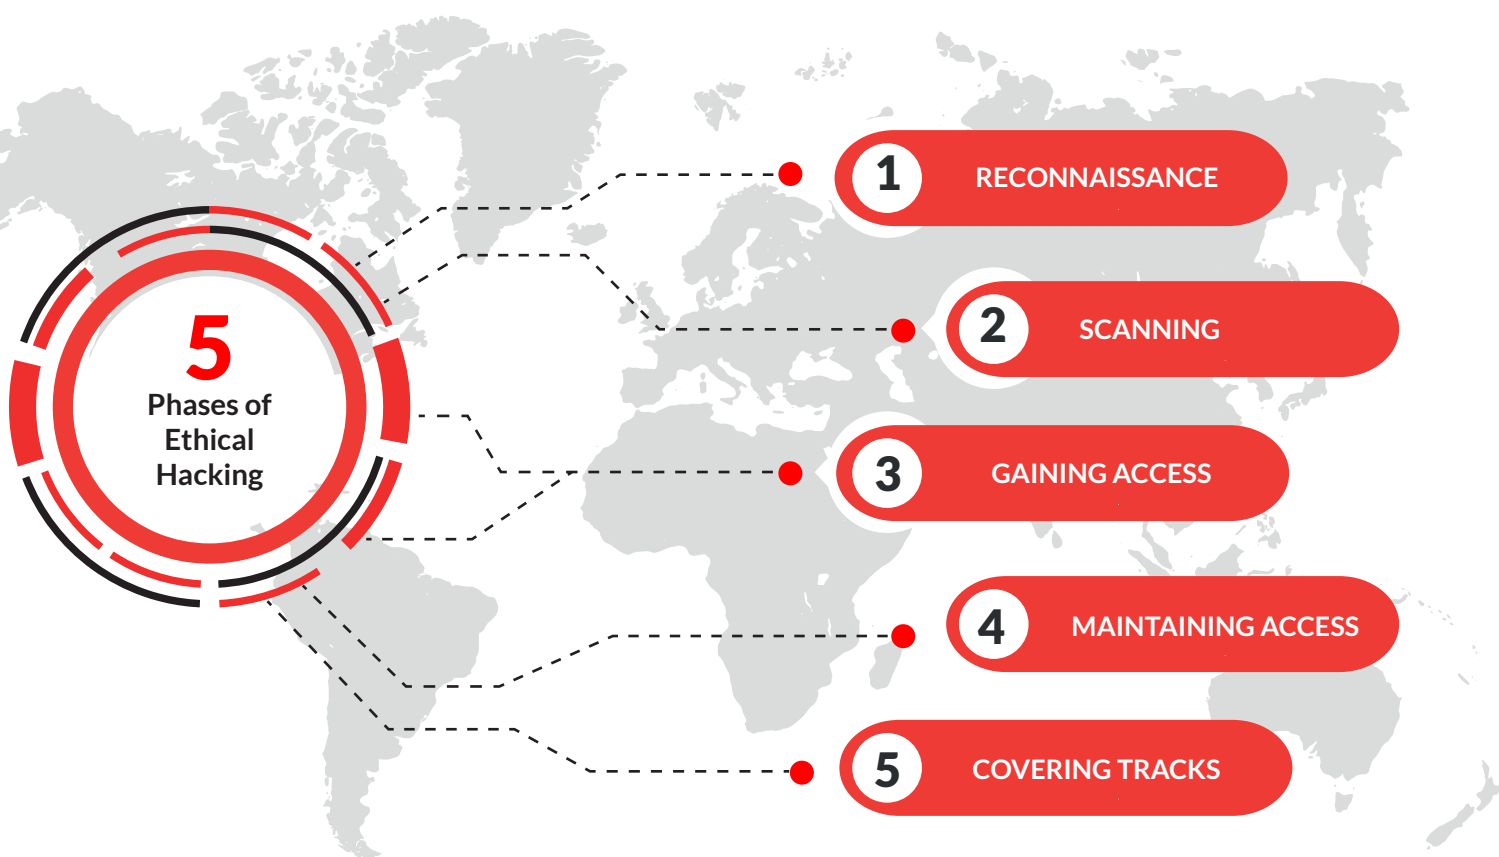 5
Phases of
Ethical
Hacking
1
RECONNAISSANCE
2
SCANNING
3
GAINING ACCESS
4
MAINTAINING ACCESS
5
COVERING TRACKS